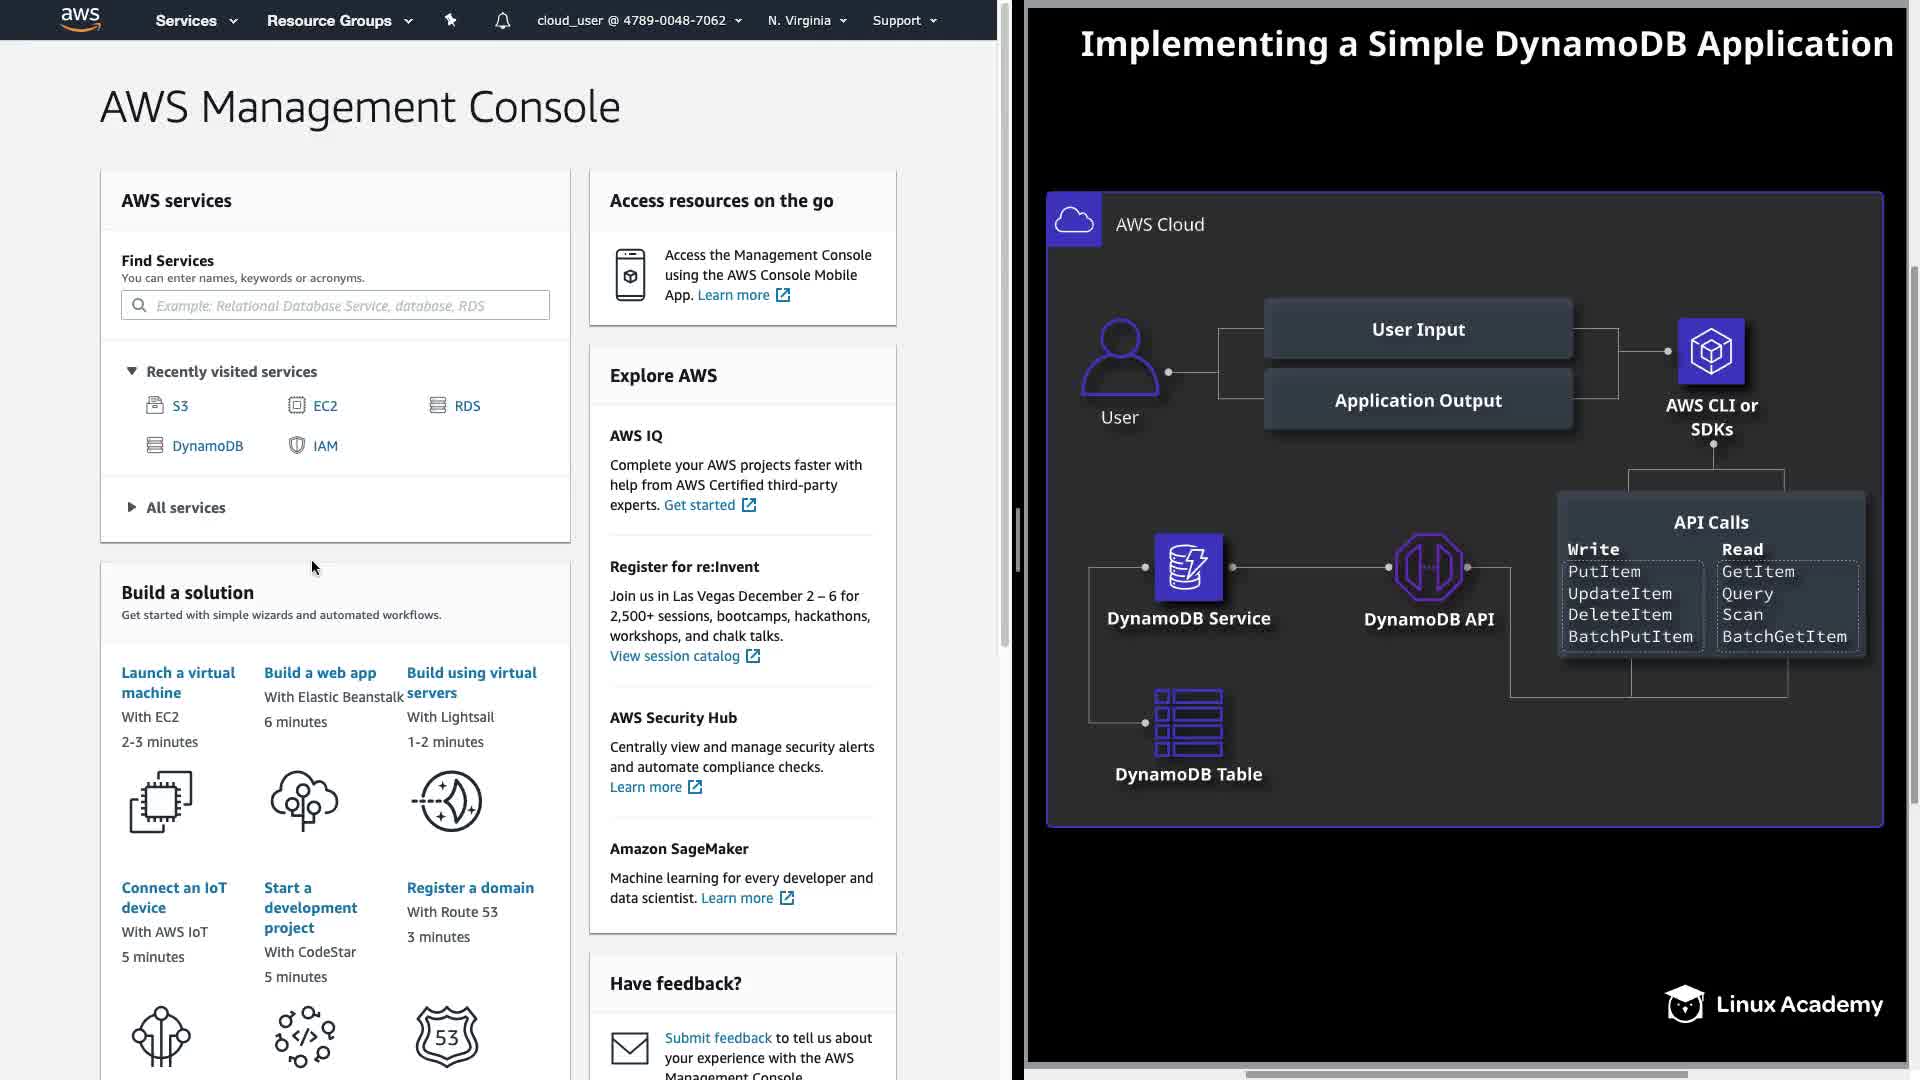 aws
Services
Resource Groups
cloud_user @ 4789-0048-7062
N. Virginia
Support
AWS Management Console
AWS services
Find Services
You can enter names, keywords or acronyms.
Example: Relational Database Service, database, RDS
Recently visited services
S3
EC2
RDS
DynamoDB
IAM
All services
Build a solution
Get started with simple wizards and automated workflows.
Launch a virtual
machine
With EC2
2-3 minutes
Build a web app
With Elastic Beanstalk
6 minutes
Build using virtual
servers
With Lightsail
1-2 minutes
Connect an IoT
device
With AWS IoT
5 minutes
Start a
development
project
With CodeStar
5 minutes
Register a domain
With Route 53
3 minutes
53
Access resources on the go
Access the Management Console
using the AWS Console Mobile
App. Learn more
Explore AWS
AWS IQ
Complete your AWS projects faster with
help from AWS Certified third-party
experts. Get started
Register for re:Invent
Join us in Las Vegas December 2 – 6 for
2,500+ sessions, bootcamps, hackathons,
workshops, and chalk talks.
View session catalog
AWS Security Hub
Centrally view and manage security alerts
and automate compliance checks.
Learn more
Amazon SageMaker
Machine learning for every developer and
data scientist. Learn more
Have feedback?
Submit feedback to tell us about
your experience with the AWS
Management Console.
Implementing a Simple DynamoDB Application
AWS Cloud
User
User Input
Application Output
AWS CLI or
SDKs
API Calls
Write
PutItem
UpdateItem
DeleteItem
BatchPutItem
Read
GetItem
Query
Scan
BatchGetItem
DynamoDB Service
DynamoDB API
DynamoDB Table
Linux Academy